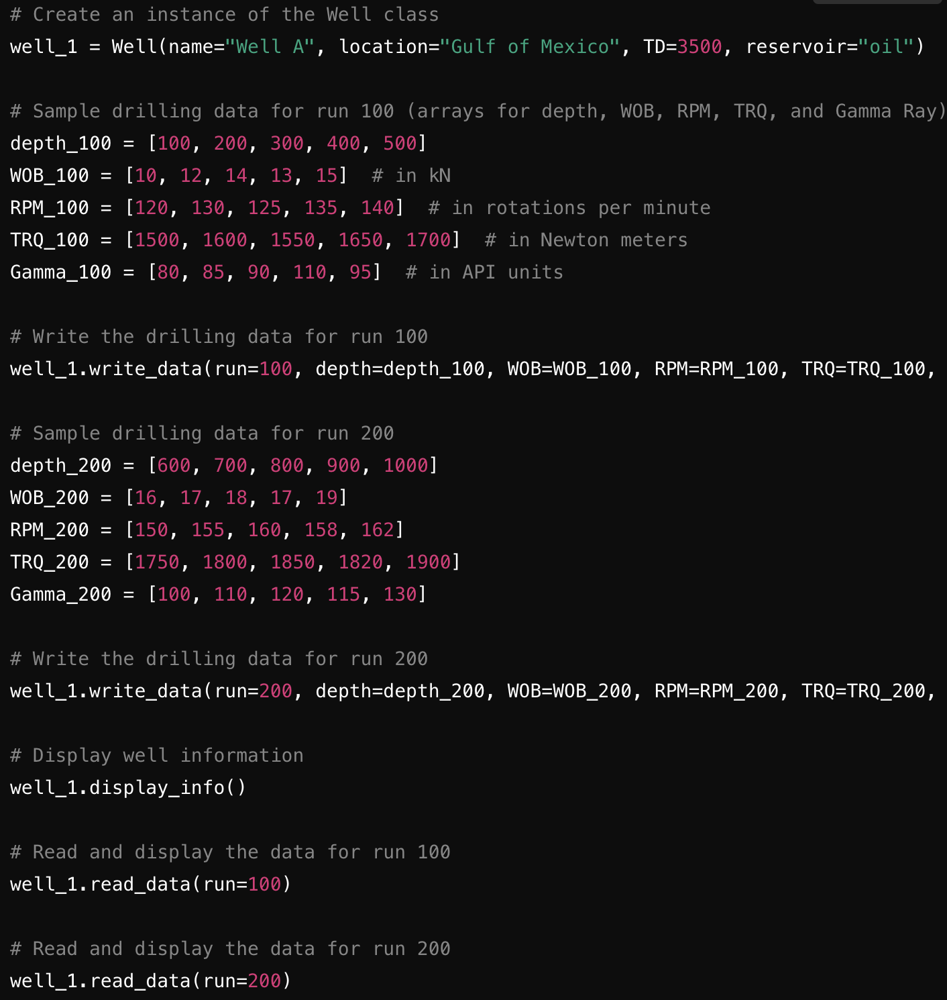 # Create an instance of the Well class
well_1 = Well(name="Well A", location="Gulf of Mexico", TD=3500, reservoir="oil")
# Sample drilling data for run 100 (arrays for depth, WOB, RPM, TRQ, and Gamma Ray)
depth_100 = [100, 200, 300, 400, 500]
WOB_100 = [10, 12, 14, 13, 15]  # in kN
RPM_100 = [120, 130, 125, 135, 140]  # in rotations per minute
TRQ_100 = [1500, 1600, 1550, 1650, 1700]  # in Newton meters
Gamma_100 = [80, 85, 90, 110, 95]  # in API units
# Write the drilling data for run 100
well_1.write_data(run=100, depth=depth_100, WOB=WOB_100, RPM=RPM_100, TRQ=TRQ_100,
# Sample drilling data for run 200
depth_200 = [600, 700, 800, 900, 1000]
WOB_200 = [16, 17, 18, 17, 19]
RPM_200 = [150, 155, 160, 158, 162]
TRQ_200 = [1750, 1800, 1850, 1820, 1900]
Gamma_200 = [100, 110, 120, 115, 130]
# Write the drilling data for run 200
well_1.write_data(run=200, depth=depth_200, WOB=WOB_200, RPM=RPM_200, TRQ=TRQ_200,
# Display well information
well_1.display_info()
# Read and display the data for run 100
well_1.read_data(run=100)
# Read and display the data for run 200
well_1.read_data(run=200)